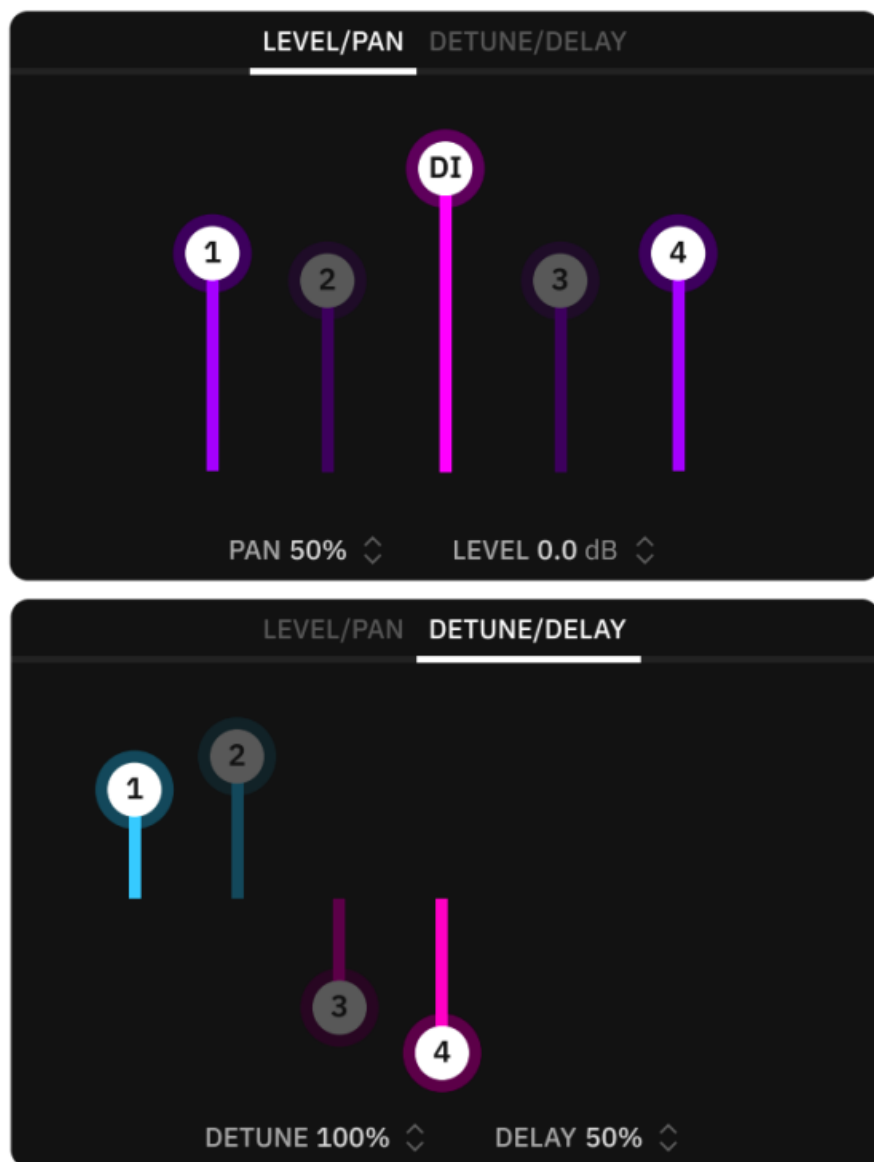 LEVEL/PAN DETUNE/DELAY
DI
1 4
2 3
PAN 50% LEVEL 0.0 dB
LEVEL/PAN DETUNE/DELAY
2
1
3
4
DETUNE 100% DELAY 50%